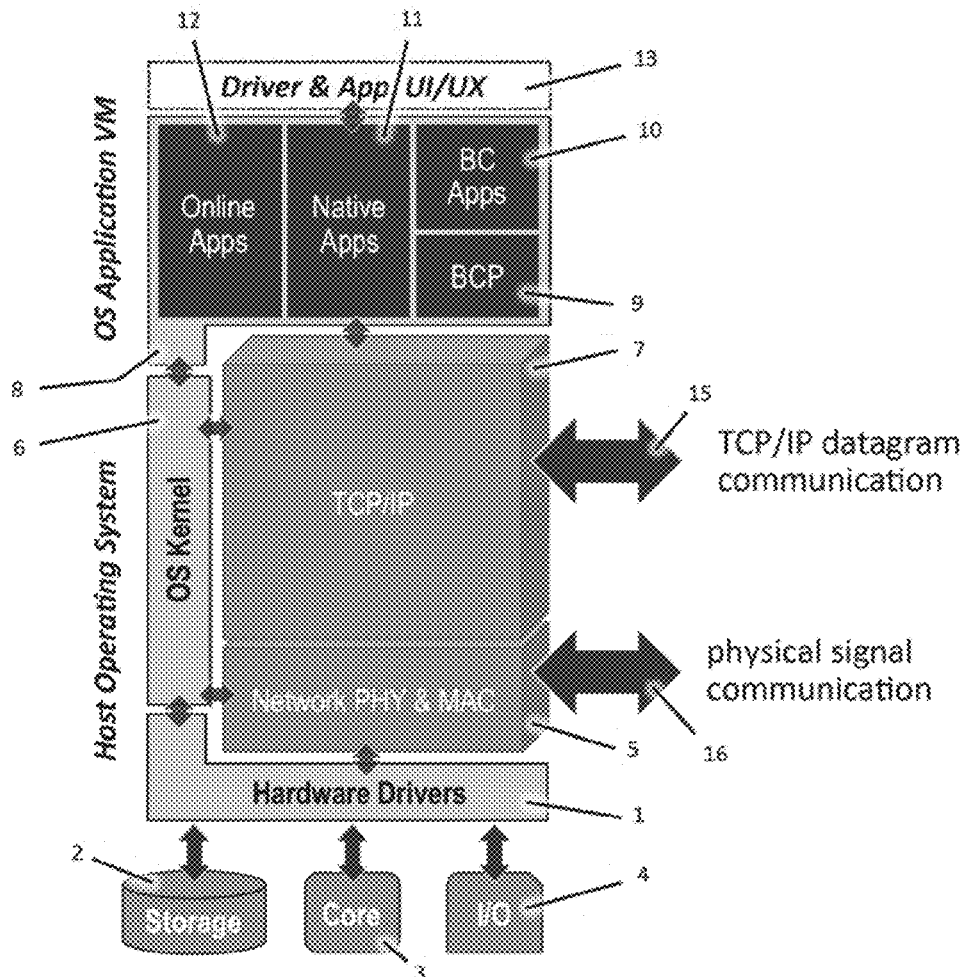 12
11
13
Driver & App UI/UX
10
OS Application VM
Online
Apps
Native
Apps
BC
Apps
BCP
9
7
8
6
15
TCP/IP datagram
communication
TCP/IP
OS Kernel
Host Operating System
physical signal
communication
Network PHY & MAC
5
16
Hardware Drivers
1
2
Storage
Core
I/O
4
3